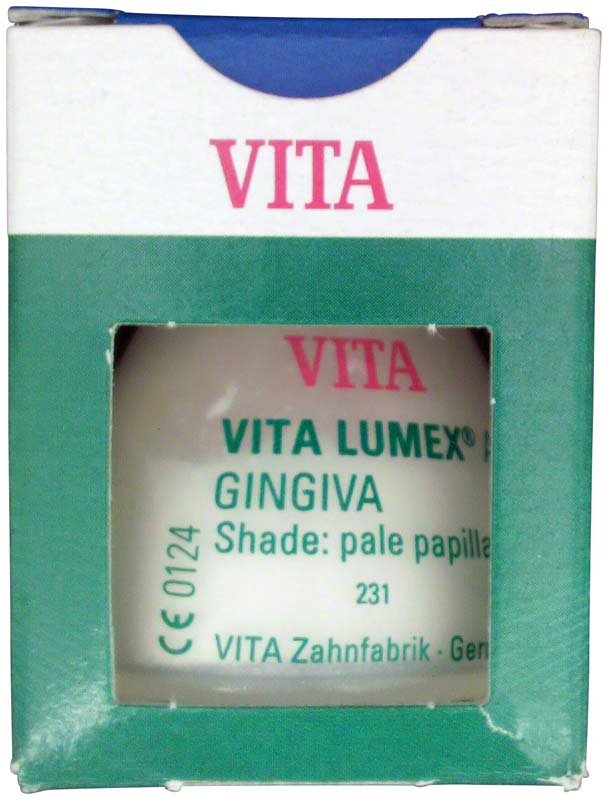 VITA
VITA
VITA LUMEX®
GINGIVA
Shade: pale papilla
231
VITA Zahnfabrik ·
CE 0124